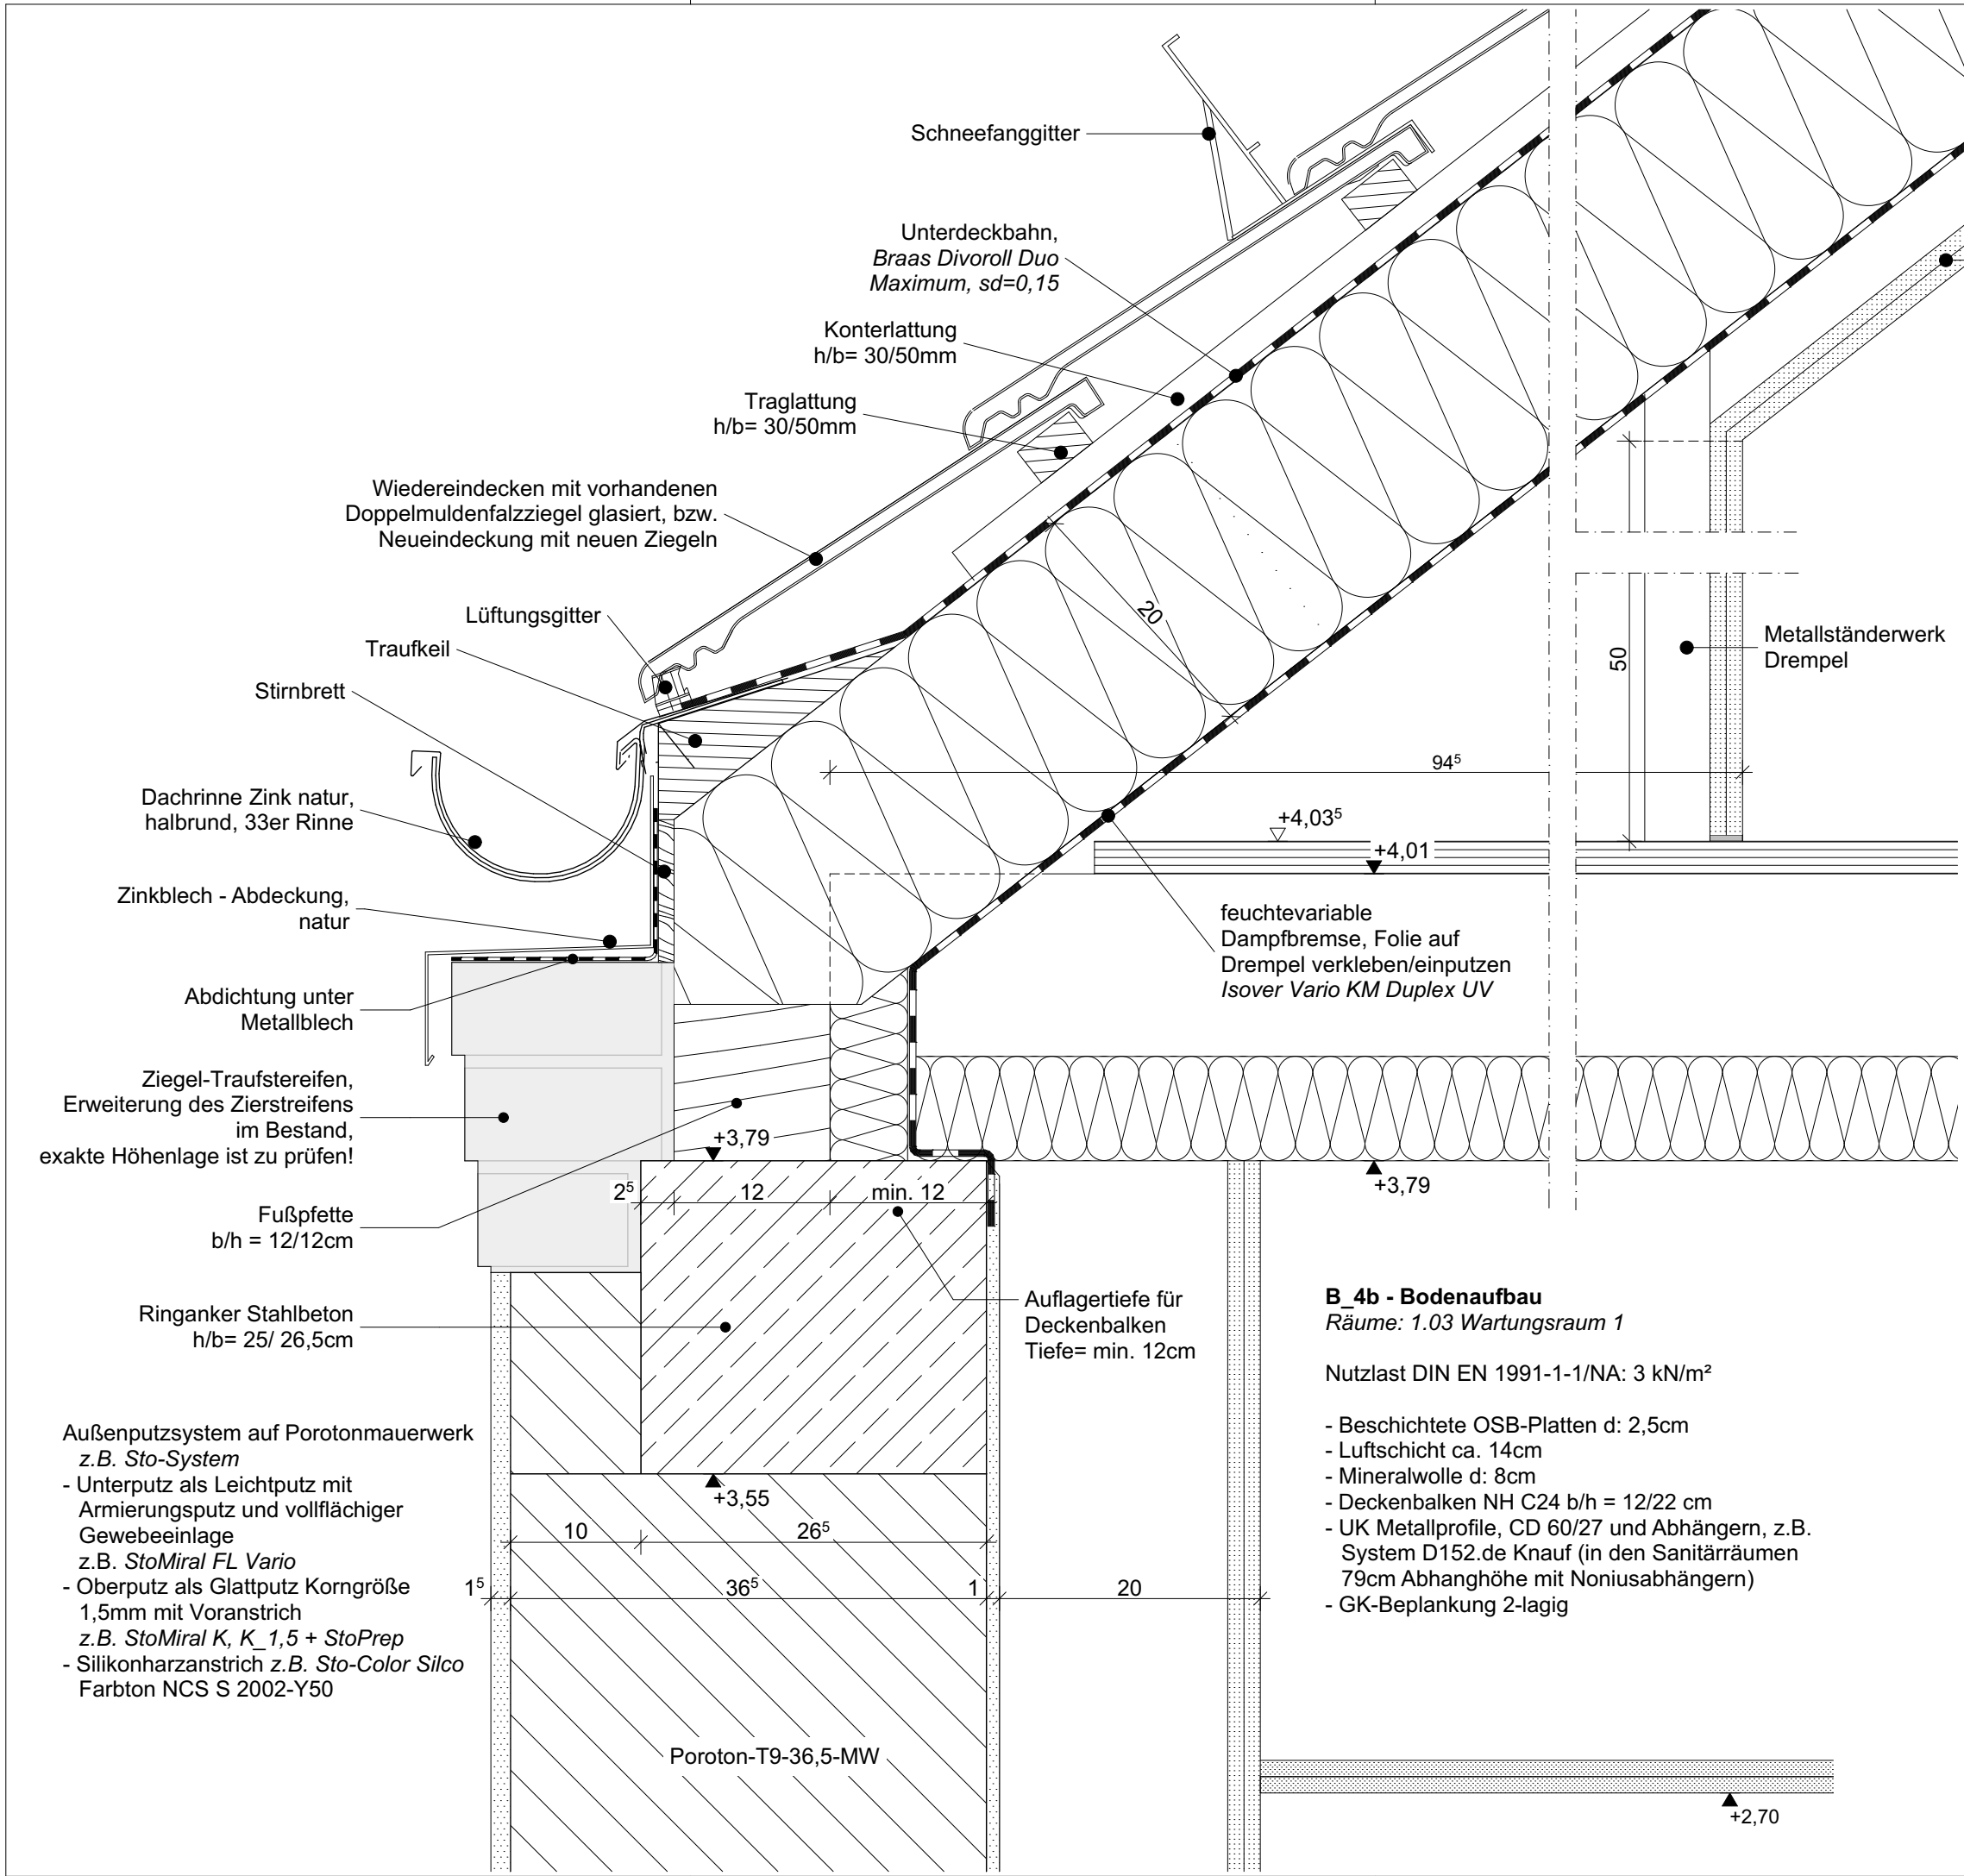 Schneefanggitter
Unterdeckbahn,
Braas Divoroll Duo
Maximum, sd=0,15
Konterlattung
h/b= 30/50mm
Traglattung
h/b= 30/50mm
Wiedereindecken mit vorhandenen
Doppelmuldenfalzziegel glasiert, bzw.
Neueindeckung mit neuen Ziegeln
Lüftungsgitter
Traufkeil
Stirnbrett
Dachrinne Zink natur,
halbrund, 33er Rinne
Zinkblech - Abdeckung,
natur
Abdichtung unter
Metallblech
Ziegel-Traufstereifen,
Erweiterung des Zierstreifens
im Bestand,
exakte Höhenlage ist zu prüfen!
Fußpfette
b/h = 12/12cm
Ringanker Stahlbeton
h/b= 25/ 26,5cm
Außenputzsystem auf Porotonmauerwerk
z.B. Sto-System
- Unterputz als Leichtputz mit
Armierungsputz und vollflächiger
Gewebeeinlage
z.B. StoMiral FL Vario
- Oberputz als Glattputz Korngröße
1,5mm mit Voranstrich
z.B. StoMiral K, K_1,5 + StoPrep
- Silikonharzanstrich z.B. Sto-Color Silco
Farbton NCS S 2002-Y50
20
50
Metallständerwerk
Drempel
94⁵
+4,03⁵
+4,01
feuchtevariable
Dampfbremse, Folie auf
Drempel verkleben/einputzen
Isover Vario KM Duplex UV
+3,79
+3,79
2⁵
12
min. 12
Auflagertiefe für
Deckenbalken
Tiefe= min. 12cm
+3,55
10
26⁵
1⁵
36⁵
1
20
Poroton-T9-36,5-MW
B_4b - Bodenaufbau
Räume: 1.03 Wartungsraum 1
Nutzlast DIN EN 1991-1-1/NA: 3 kN/m²
- Beschichtete OSB-Platten d: 2,5cm
- Luftschicht ca. 14cm
- Mineralwolle d: 8cm
- Deckenbalken NH C24 b/h = 12/22 cm
- UK Metallprofile, CD 60/27 und Abhängern, z.B.
System D152.de Knauf (in den Sanitärräumen
79cm Abhanghöhe mit Noniusabhängern)
- GK-Beplankung 2-lagig
+2,70